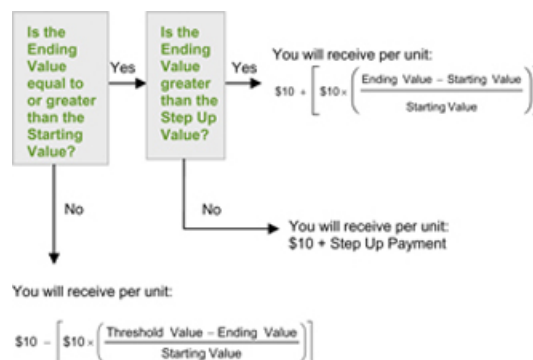 Is the
Ending
Value
equal to
or greater
than the
Starting
Value?
Yes
Is the
Ending
Value
greater
than the
Step Up
Value?
Yes
You will receive per unit:
$10 + [ $10 × ( Ending Value – Starting Value
Starting Value )
No
No
You will receive per unit:
$10 + Step Up Payment
You will receive per unit:
$10 – [ $10 × ( Threshold Value – Ending Value
Starting Value ) ]